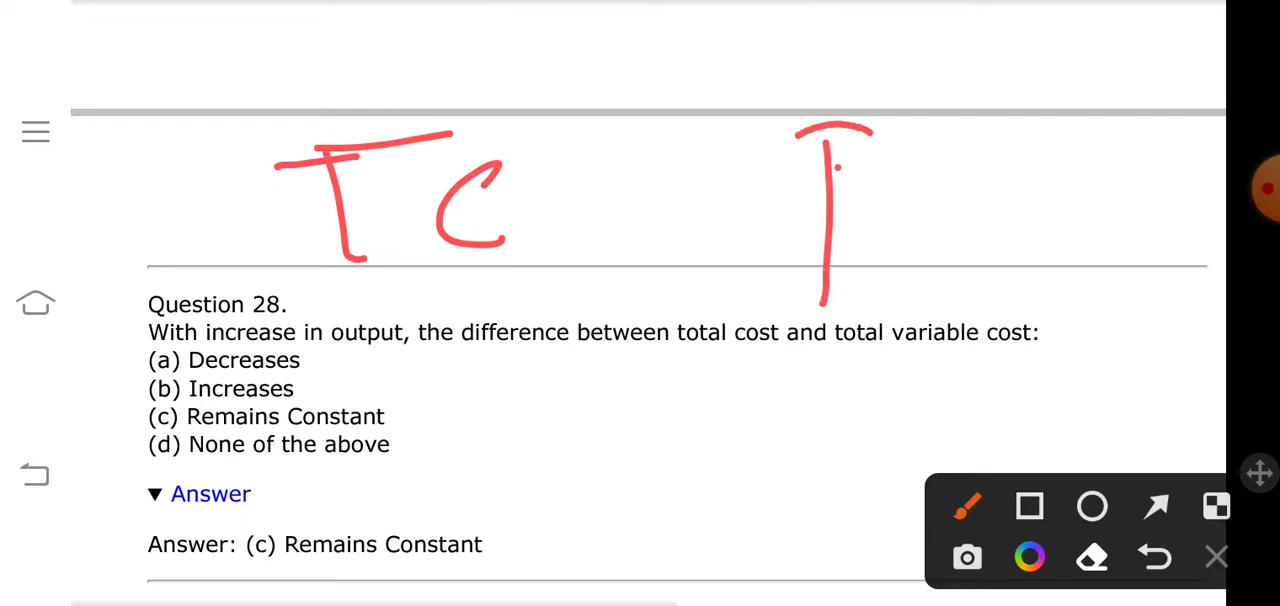 TC T
Question 28.
With increase in output, the difference between total cost and total variable cost:
(a) Decreases
(b) Increases
(c) Remains Constant
(d) None of the above
▼ Answer
Answer: (c) Remains Constant